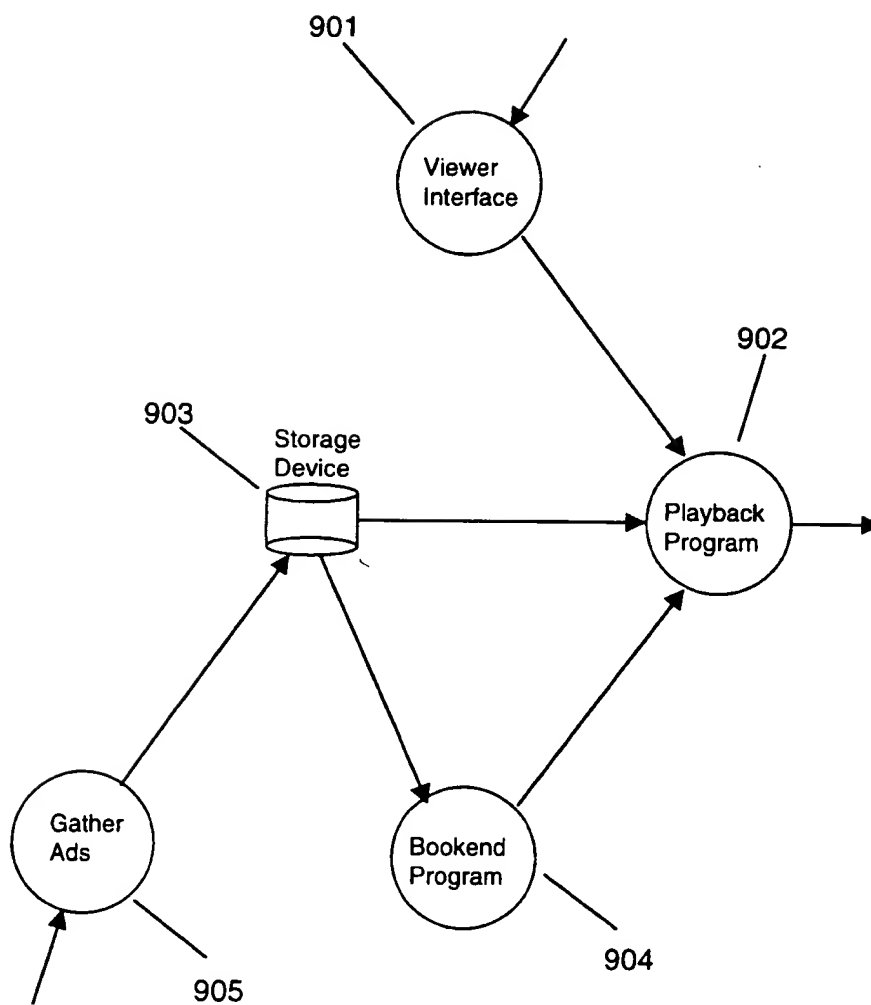 901
Viewer
Interface
902
903
Storage
Device
Playback
Program
Gather
Ads
Bookend
Program
904
905